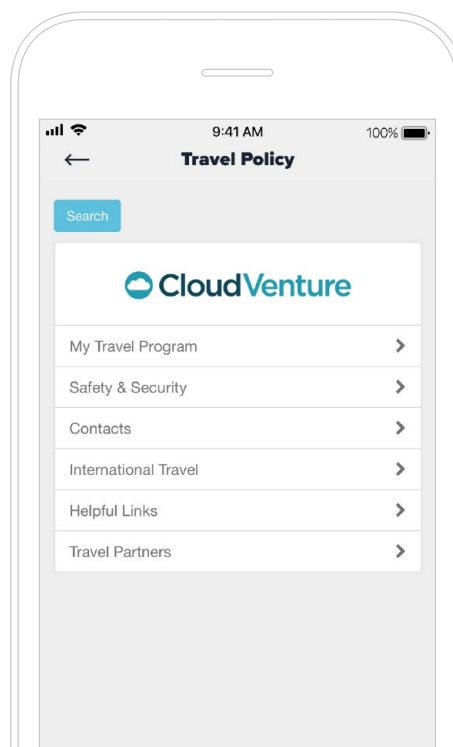 9:41 AM 100%
Travel Policy
Search
CloudVenture
My Travel Program
Safety & Security
Contacts
International Travel
Helpful Links
Travel Partners